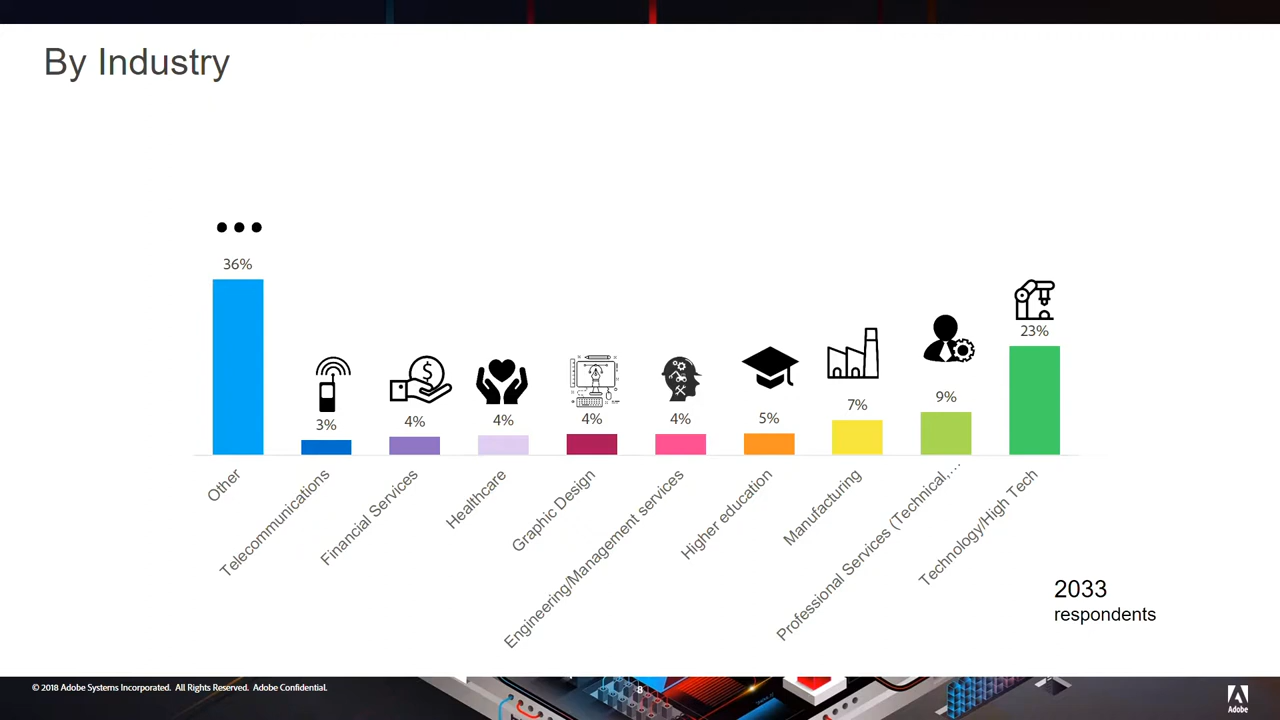 By Industry
36%
3%
4%
4%
4%
4%
5%
7%
9%
23%
Other
Telecommunications
Financial Services
Healthcare
Graphic Design
Engineering/Management services
Higher education
Manufacturing
Professional Services (Technical,...
Technology/High Tech
2033
respondents
© 2018 Adobe Systems Incorporated. All Rights Reserved. Adobe Confidential.
8
Adobe